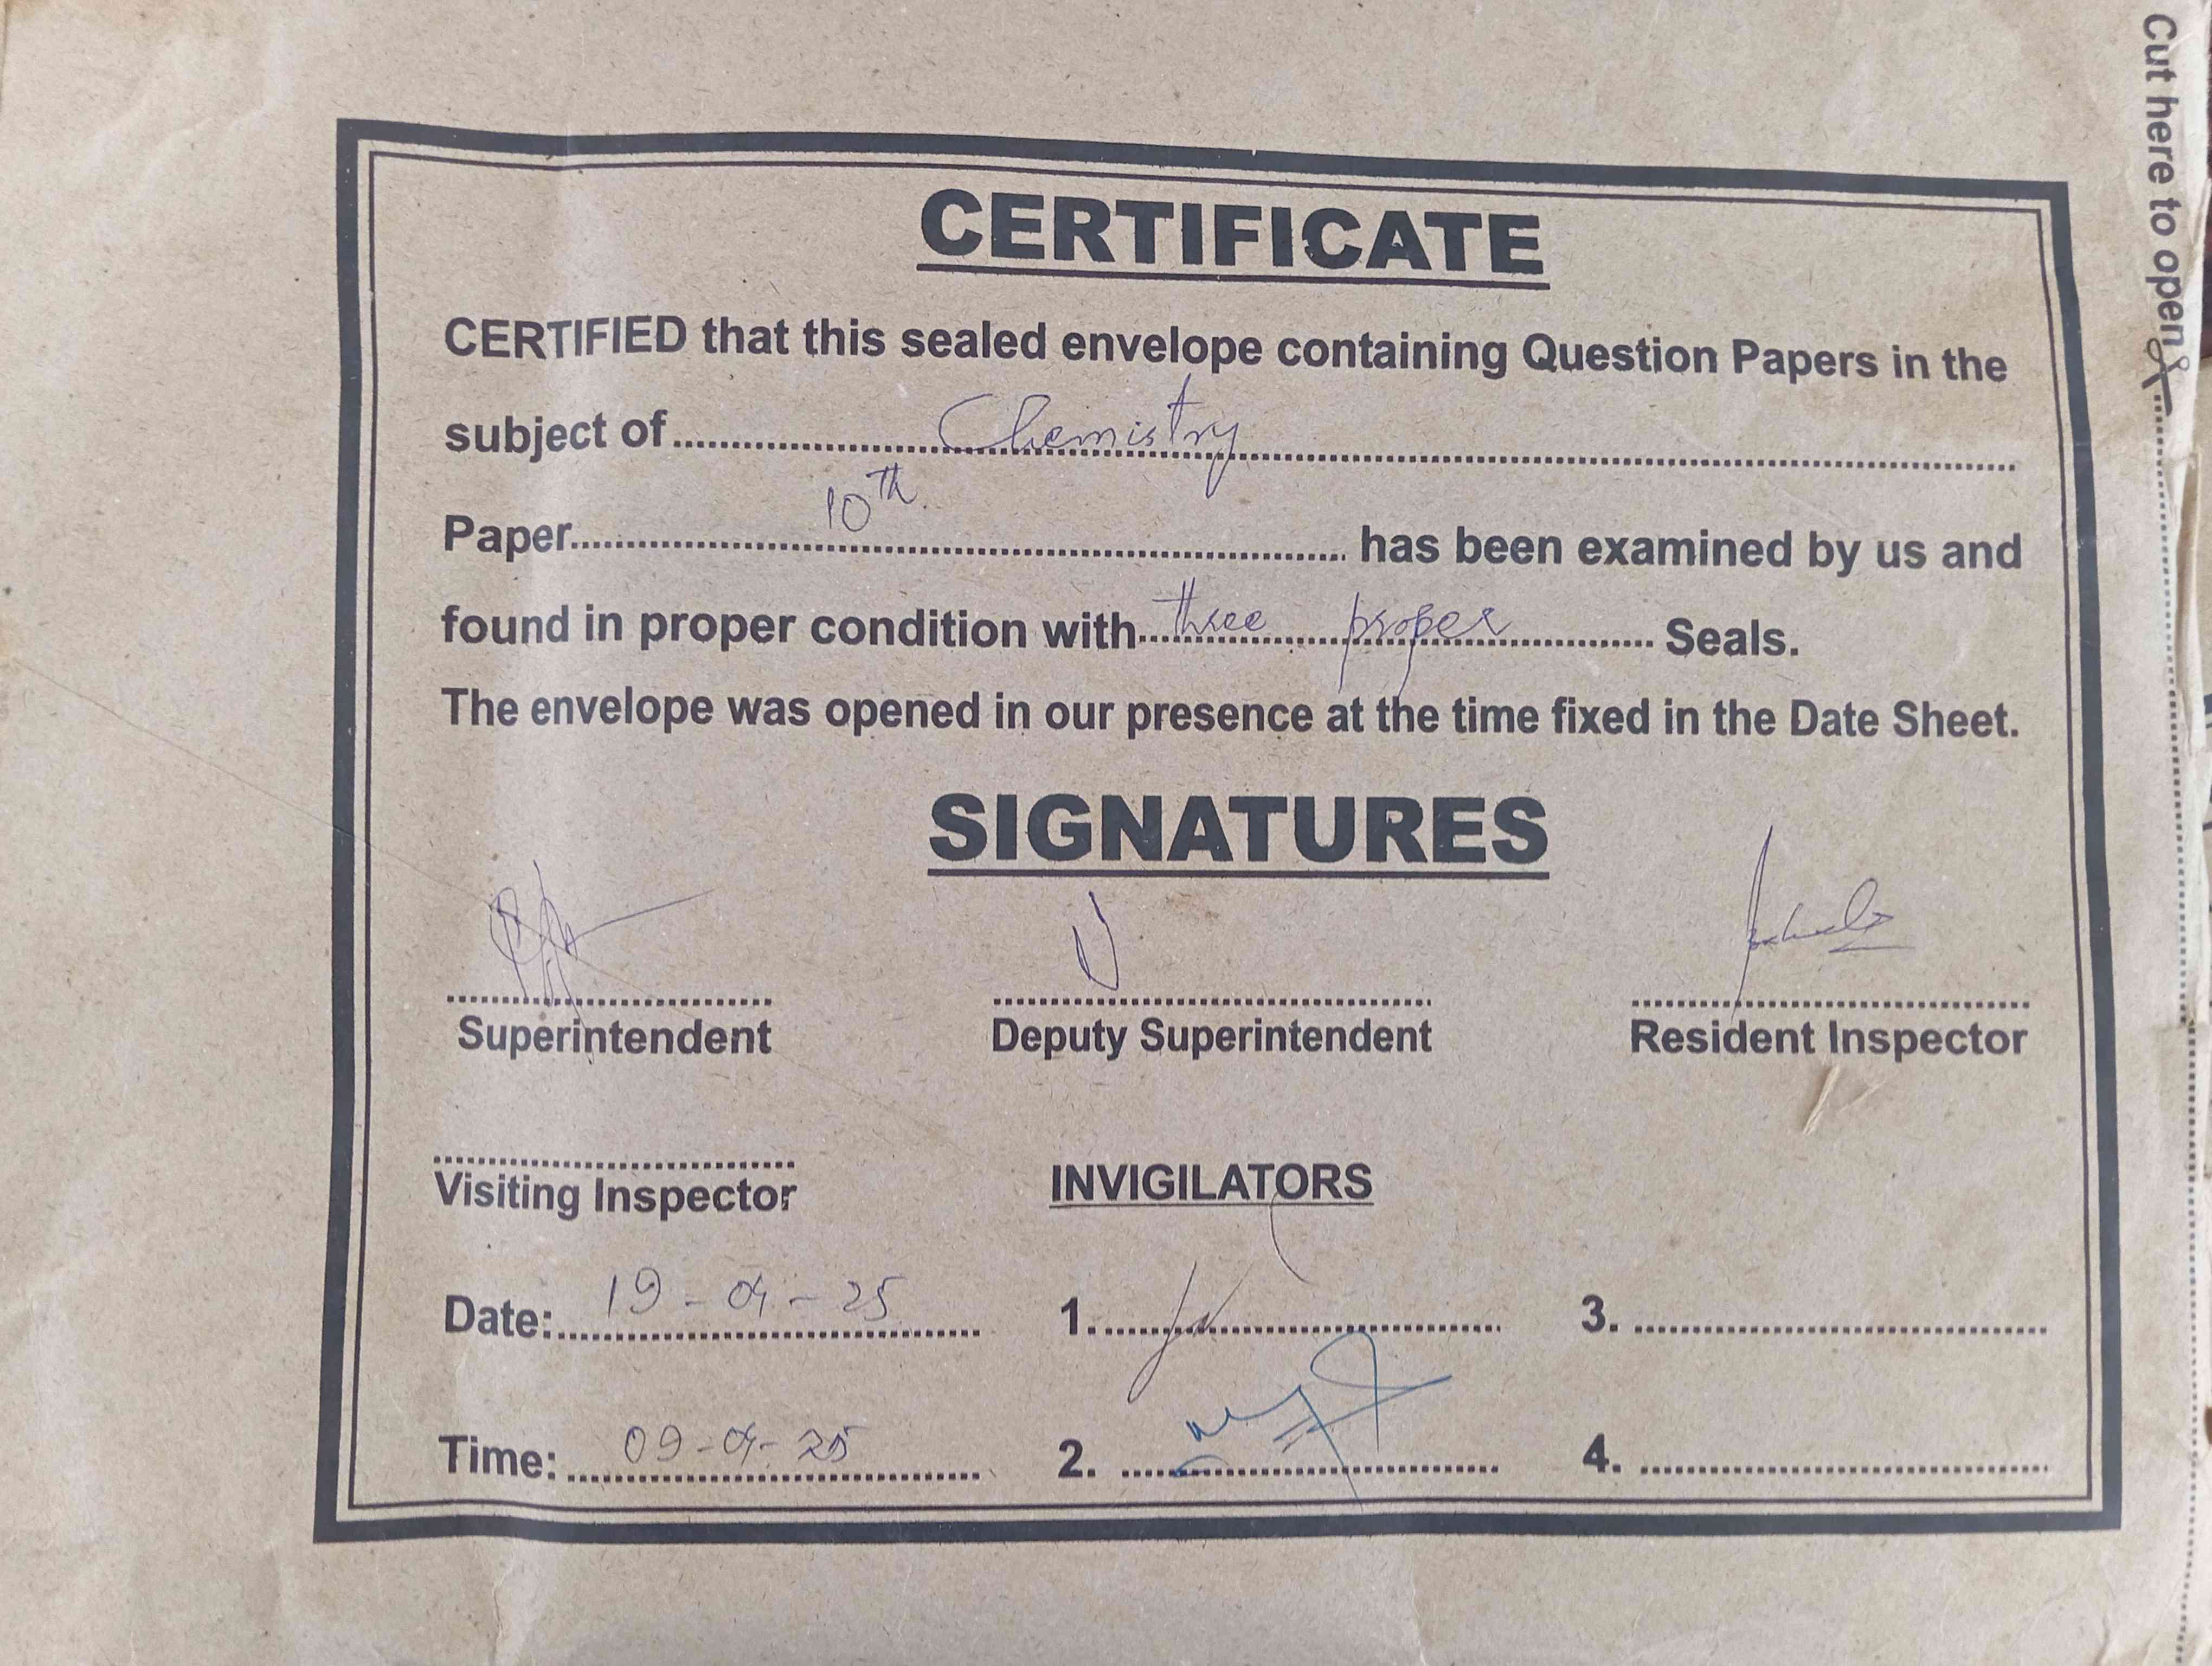 Cut here to open
CERTIFICATE
CERTIFIED that this sealed envelope containing Question Papers in the
subject of.....Chemistry.....
Paper.....10th......... has been examined by us and
found in proper condition with...three proper...... Seals.
The envelope was opened in our presence at the time fixed in the Date Sheet.
SIGNATURES
Superintendent Deputy Superintendent Resident Inspector
Visiting Inspector INVIGILATORS
Date: 19-04-25 1. 3.
Time: 09-04-25 2. 4.